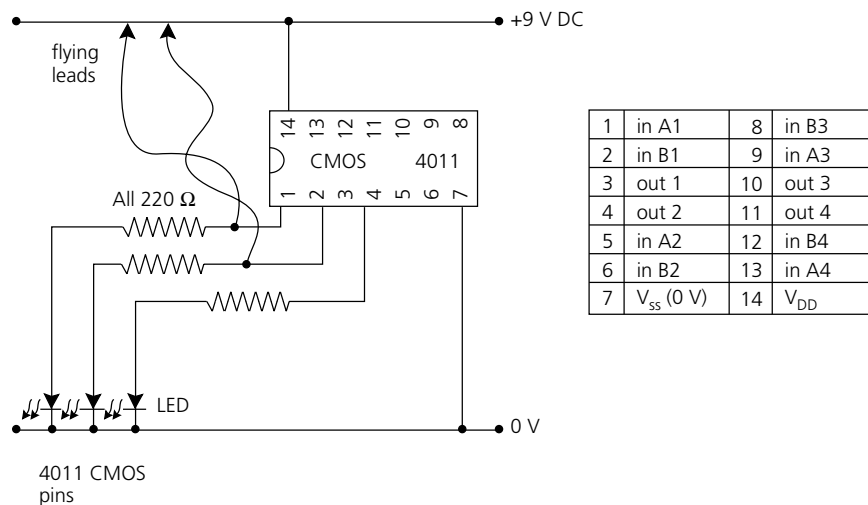 +9 V DC
flying
leads
14 13 12 11 10 9 8
CMOS 4011
1 2 3 4 5 6 7
All 220 Ω
LED
0 V
4011 CMOS
pins
1 in A1 8 in B3
2 in B1 9 in A3
3 out 1 10 out 3
4 out 2 11 out 4
5 in A2 12 in B4
6 in B2 13 in A4
7 Vss (0 V) 14 VDD